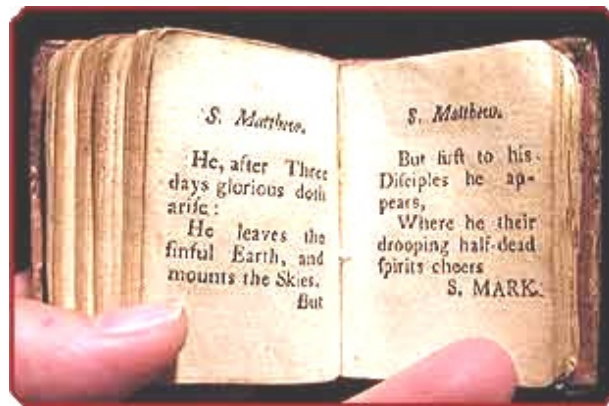 S. Matthew.
He, after Three
days glorious doth
ariſe:
He leaves the
ſinful Earth, and
mounts the Skies.
But
S. Matthew.
But firſt to his
Diſciples he ap-
pears,
Where he their
drooping half-dead
ſpirits cheers
S. MARK.